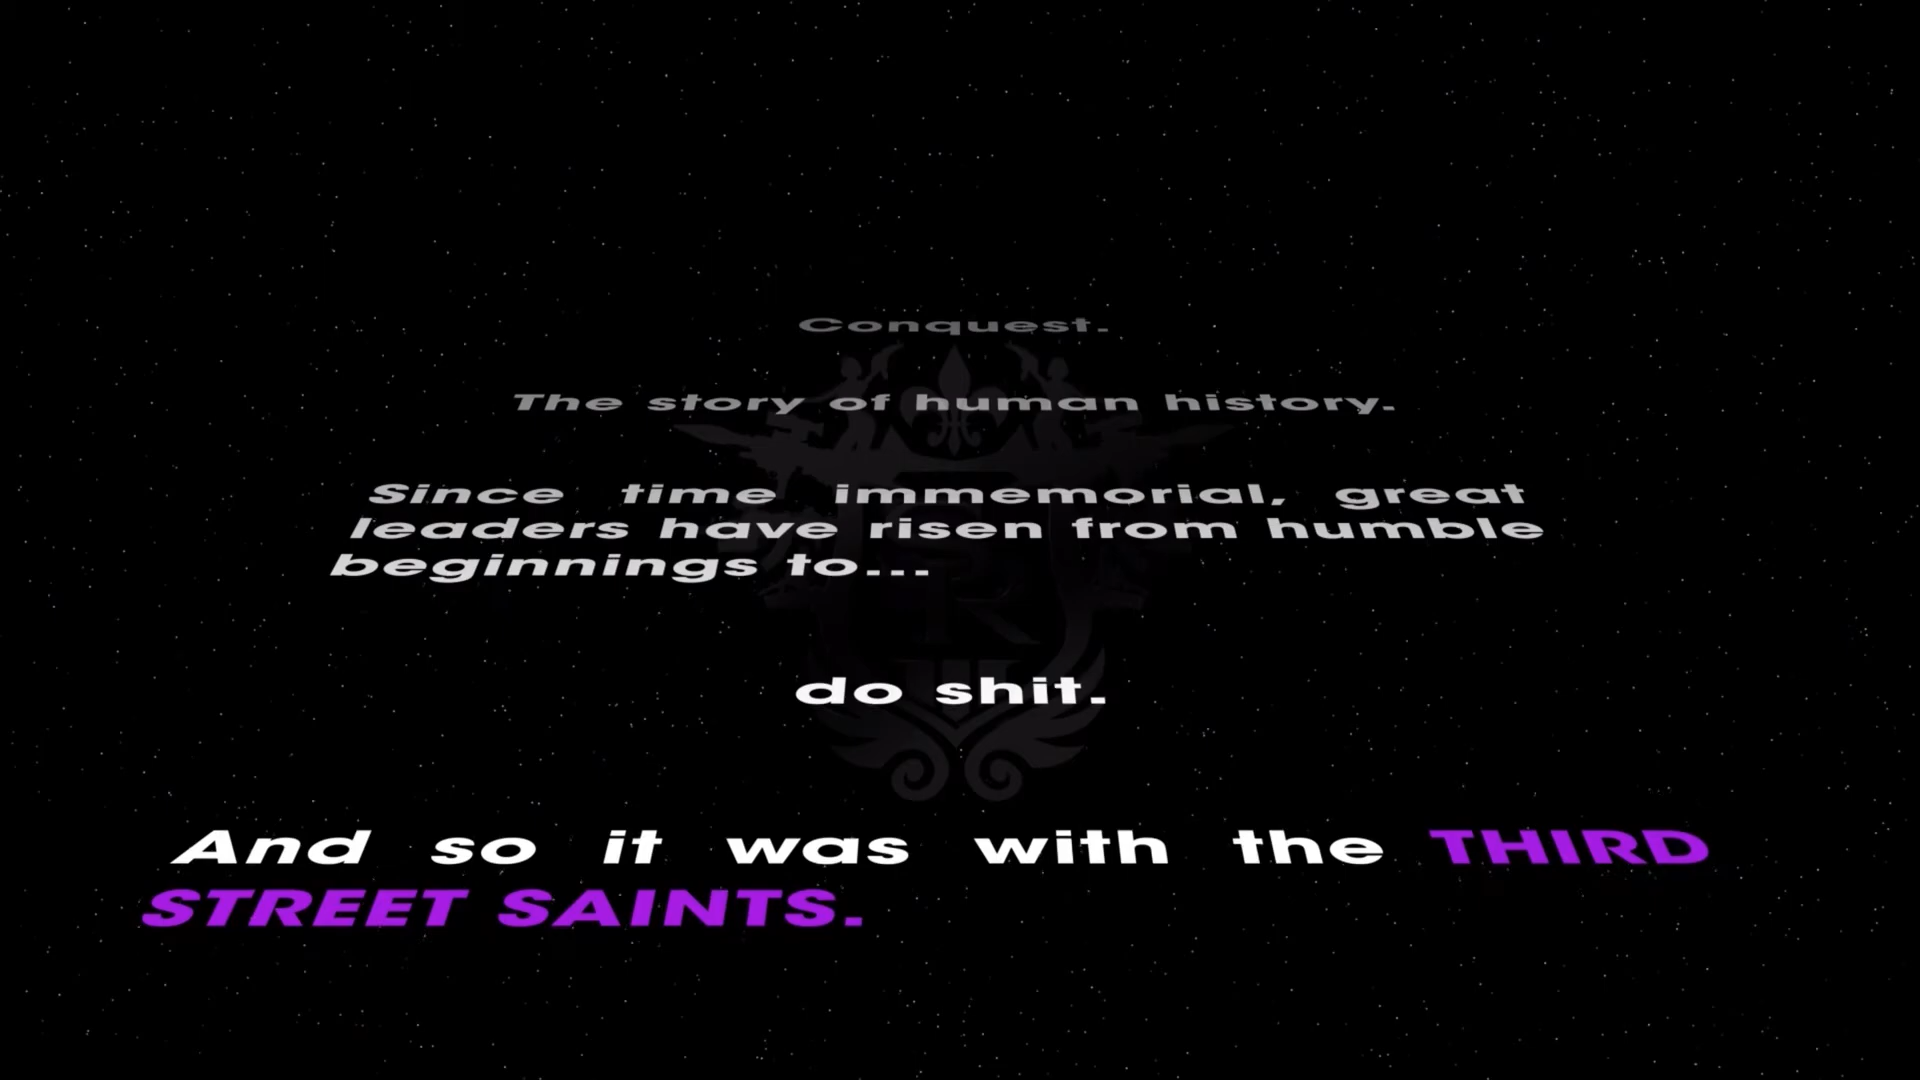 Conquest.
The story of human history.
Since time immemorial, great
leaders have risen from humble
beginnings to...
do shit.
And so it was with the THIRD
STREET SAINTS.